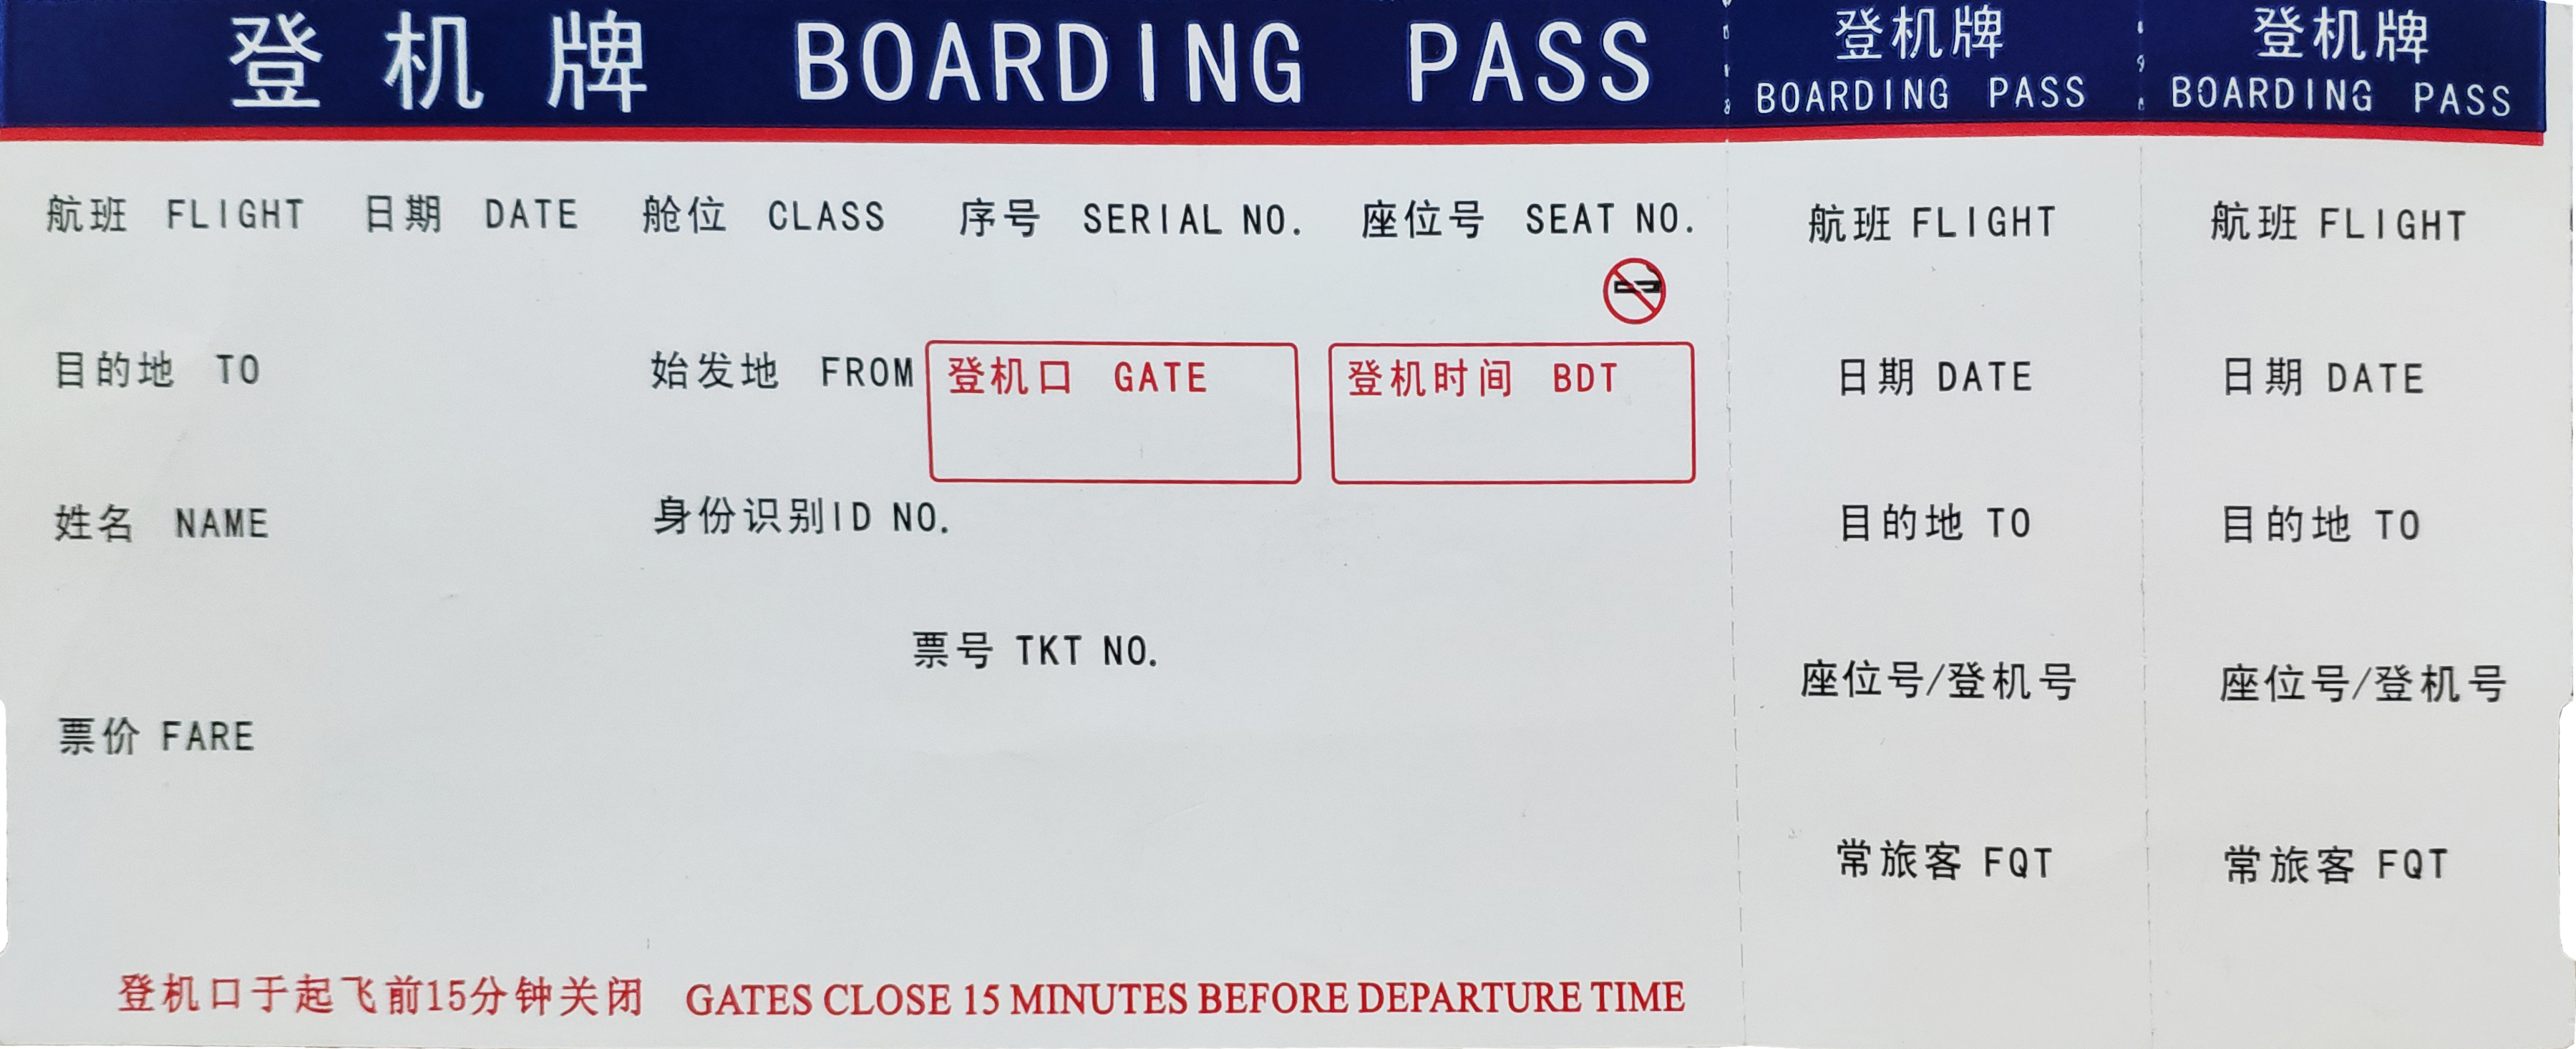 登机牌 BOARDING PASS
航班 FLIGHT 日期 DATE 舱位 CLASS 序号 SERIAL NO. 座位号 SEAT NO.
目的地 TO 始发地 FROM 登机口 GATE 登机时间 BDT
姓名 NAME 身份识别ID NO.
票号 TKT NO.
票价 FARE
登机口于起飞前15分钟关闭 GATES CLOSE 15 MINUTES BEFORE DEPARTURE TIME
登机牌
BOARDING PASS
航班 FLIGHT
日期 DATE
目的地 TO
座位号/登机号
常旅客 FQT
登机牌
BOARDING PASS
航班 FLIGHT
日期 DATE
目的地 TO
座位号/登机号
常旅客 FQT